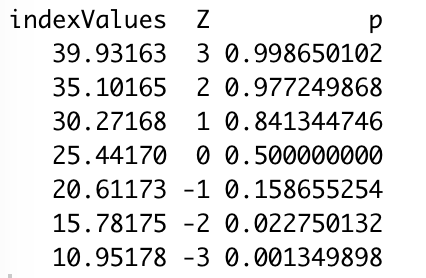 indexValues  Z           p
39.93163  3 0.998650102
35.10165  2 0.977249868
30.27168  1 0.841344746
25.44170  0 0.500000000
20.61173 -1 0.158655254
15.78175 -2 0.022750132
10.95178 -3 0.001349898